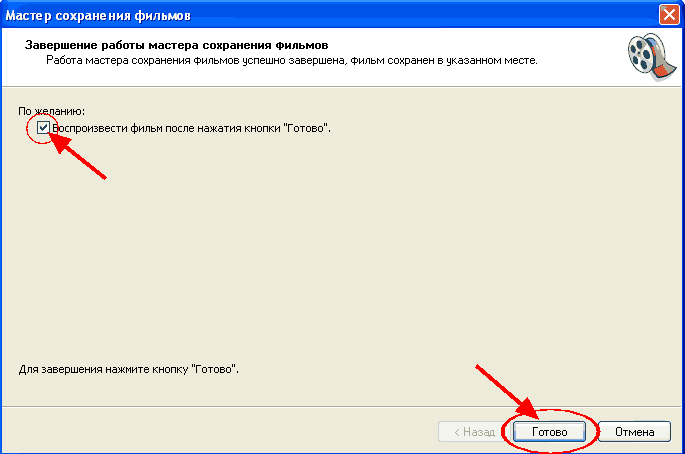 Мастер сохранения фильмов
Завершение работы мастера сохранения фильмов
Работа мастера сохранения фильмов успешно завершена, фильм сохранен в указанном месте.
По желанию:
Воспроизвести фильм после нажатия кнопки "Готово".
Для завершения нажмите кнопку "Готово".
< Назад
Готово
Отмена